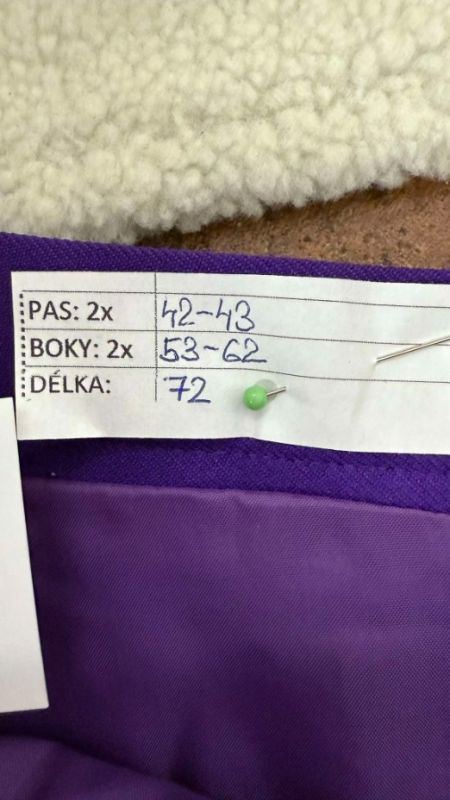 PAS: 2x 42-43
BOKY: 2x 53-62
DÉLKA: 72